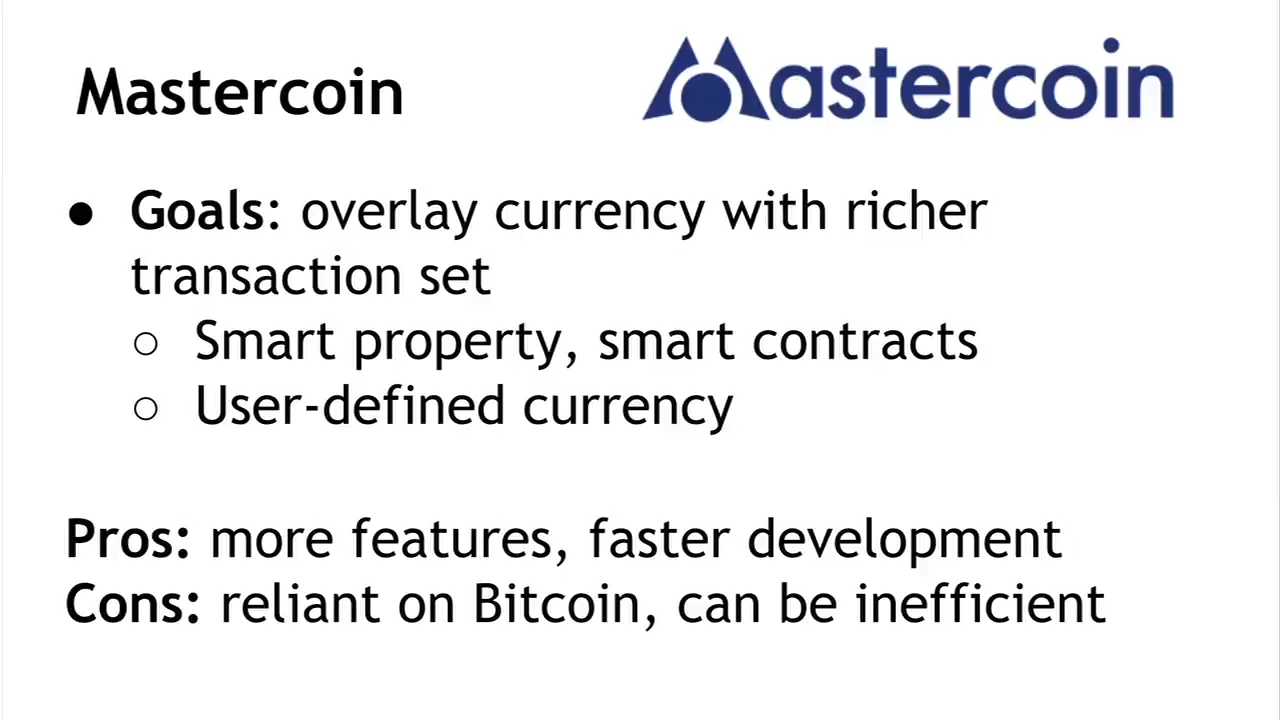 Mastercoin
Mastercoin
● Goals: overlay currency with richer
transaction set
○ Smart property, smart contracts
○ User-defined currency
Pros: more features, faster development
Cons: reliant on Bitcoin, can be inefficient